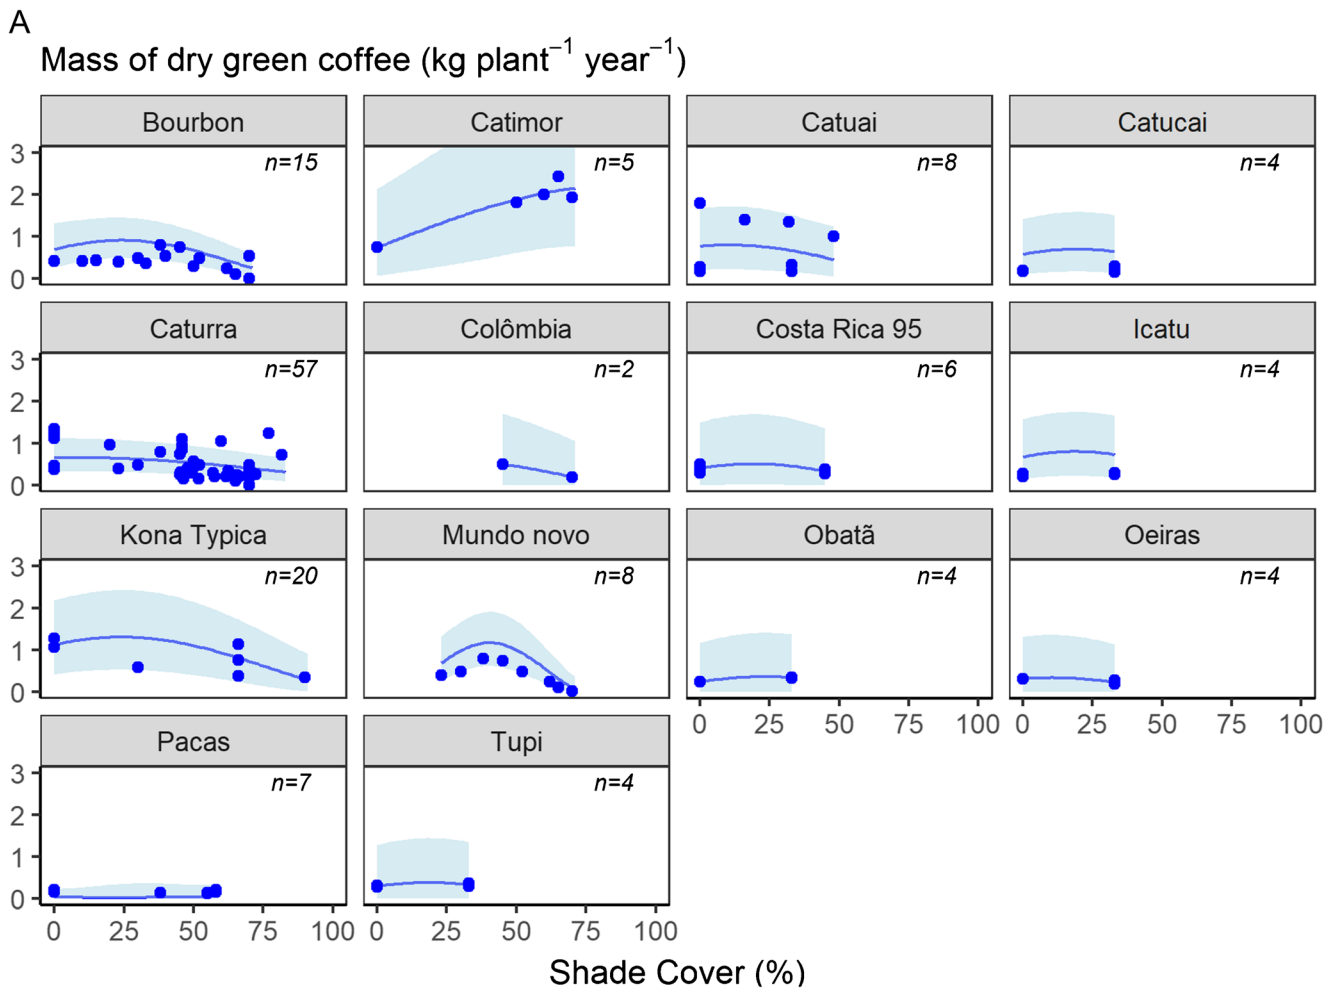 A
Mass of dry green coffee (kg plant⁻¹ year⁻¹)
Bourbon Catimor Catuai Catucai
n=15 n=5 n=8 n=4
3
2
1
0
Caturra Colômbia Costa Rica 95 Icatu
n=57 n=2 n=6 n=4
3
2
1
0
Kona Typica Mundo novo Obatã Oeiras
n=20 n=8 n=4 n=4
3
2
1
0
0 25 50 75 100 0 25 50 75 100
Pacas Tupi
n=7 n=4
3
2
1
0
0 25 50 75 100 0 25 50 75 100
Shade Cover (%)